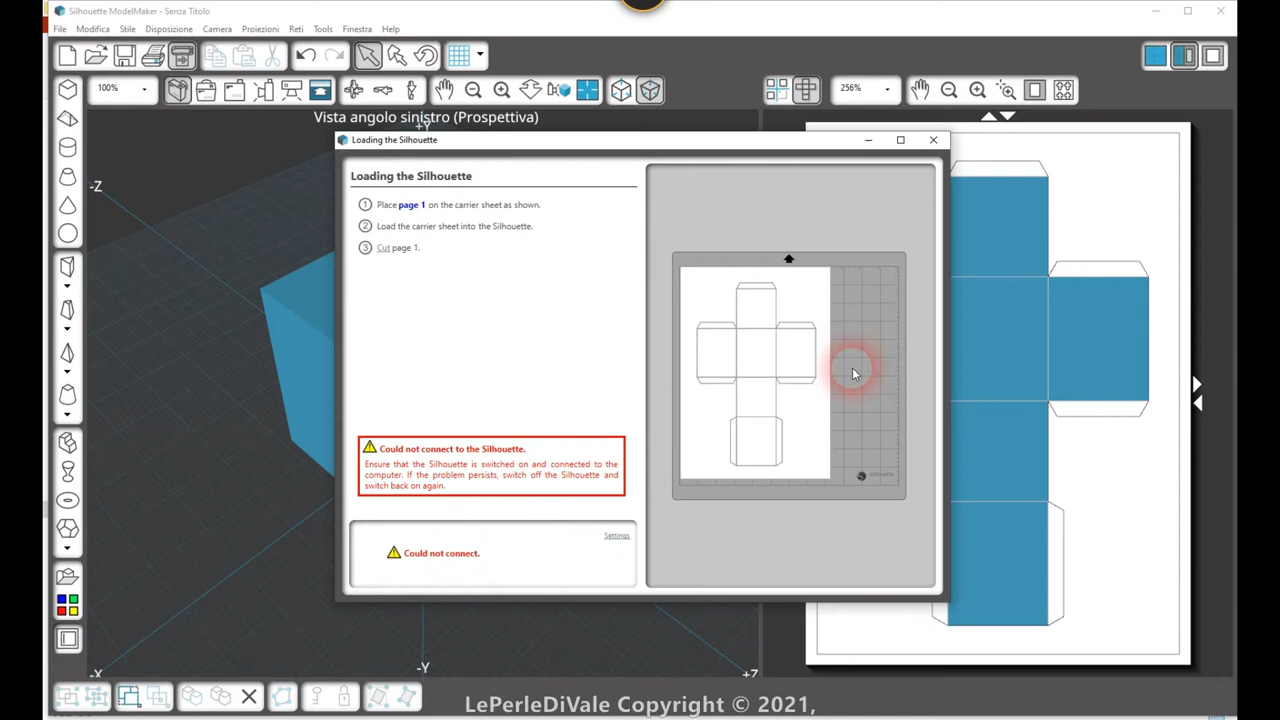 Silhouette ModelMaker - Senza Titolo
File Modifica Stile Disposizione Camera Proiezioni Reti Tools Finestra Help
100%
256%
Vista angolo sinistro (Prospettiva)
+Y
-Z
Loading the Silhouette
Loading the Silhouette
1 Place page 1 on the carrier sheet as shown.
2 Load the carrier sheet into the Silhouette.
3 Cut page 1.
Could not connect to the Silhouette.
Ensure that the Silhouette is switched on and connected to the
computer. If the problem persists, switch off the Silhouette and
switch back on again.
Settings
Could not connect.
silhouette
-X
-Y
+Z
LePerleDiVale Copyright © 2021,